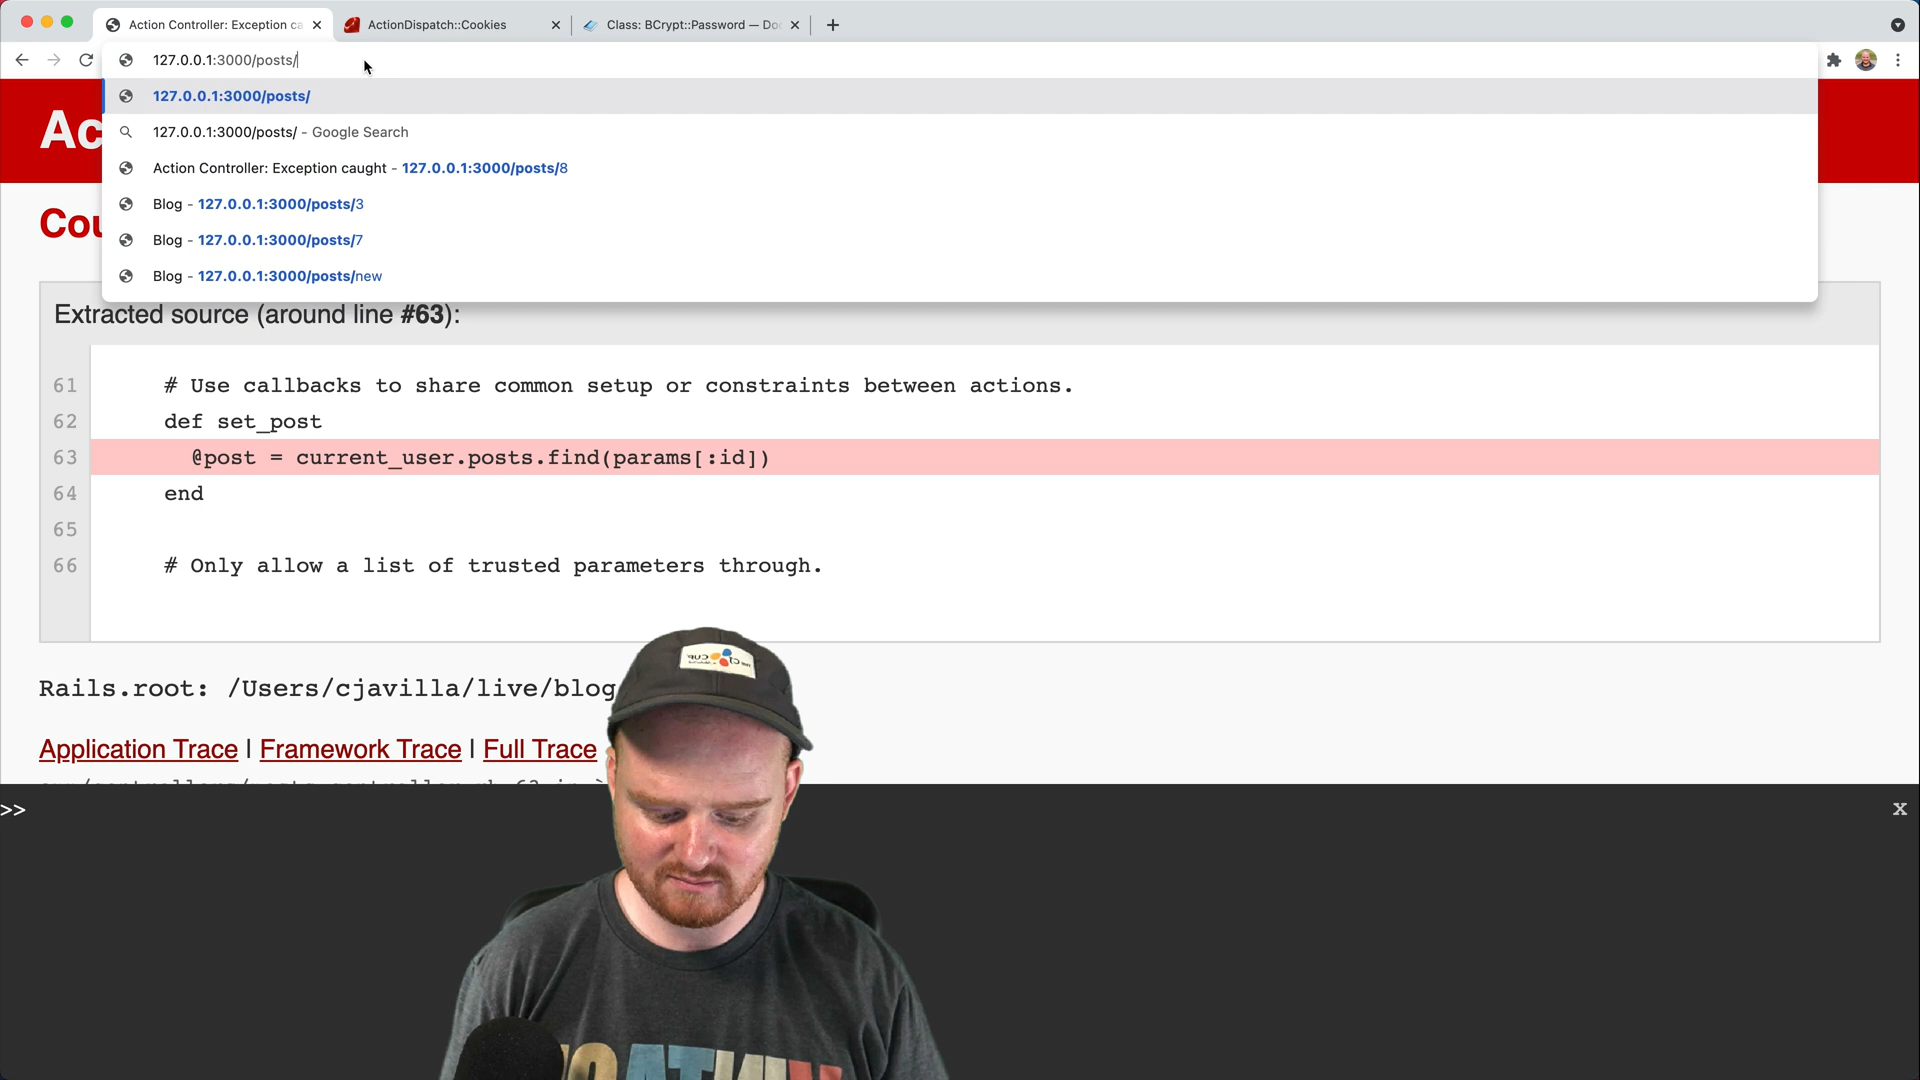 Action Controller: Exception ca
ActionDispatch::Cookies
Class: BCrypt::Password — Do
127.0.0.1:3000/posts/
127.0.0.1:3000/posts/
127.0.0.1:3000/posts/ - Google Search
Action Controller: Exception caught - 127.0.0.1:3000/posts/8
Blog - 127.0.0.1:3000/posts/3
Blog - 127.0.0.1:3000/posts/7
Blog - 127.0.0.1:3000/posts/new
Ac
Cou
Extracted source (around line #63):
61 # Use callbacks to share common setup or constraints between actions.
62 def set_post
63 @post = current_user.posts.find(params[:id])
64 end
65
66 # Only allow a list of trusted parameters through.
Rails.root: /Users/cjavilla/live/blog
Application Trace | Framework Trace | Full Trace
>>
x